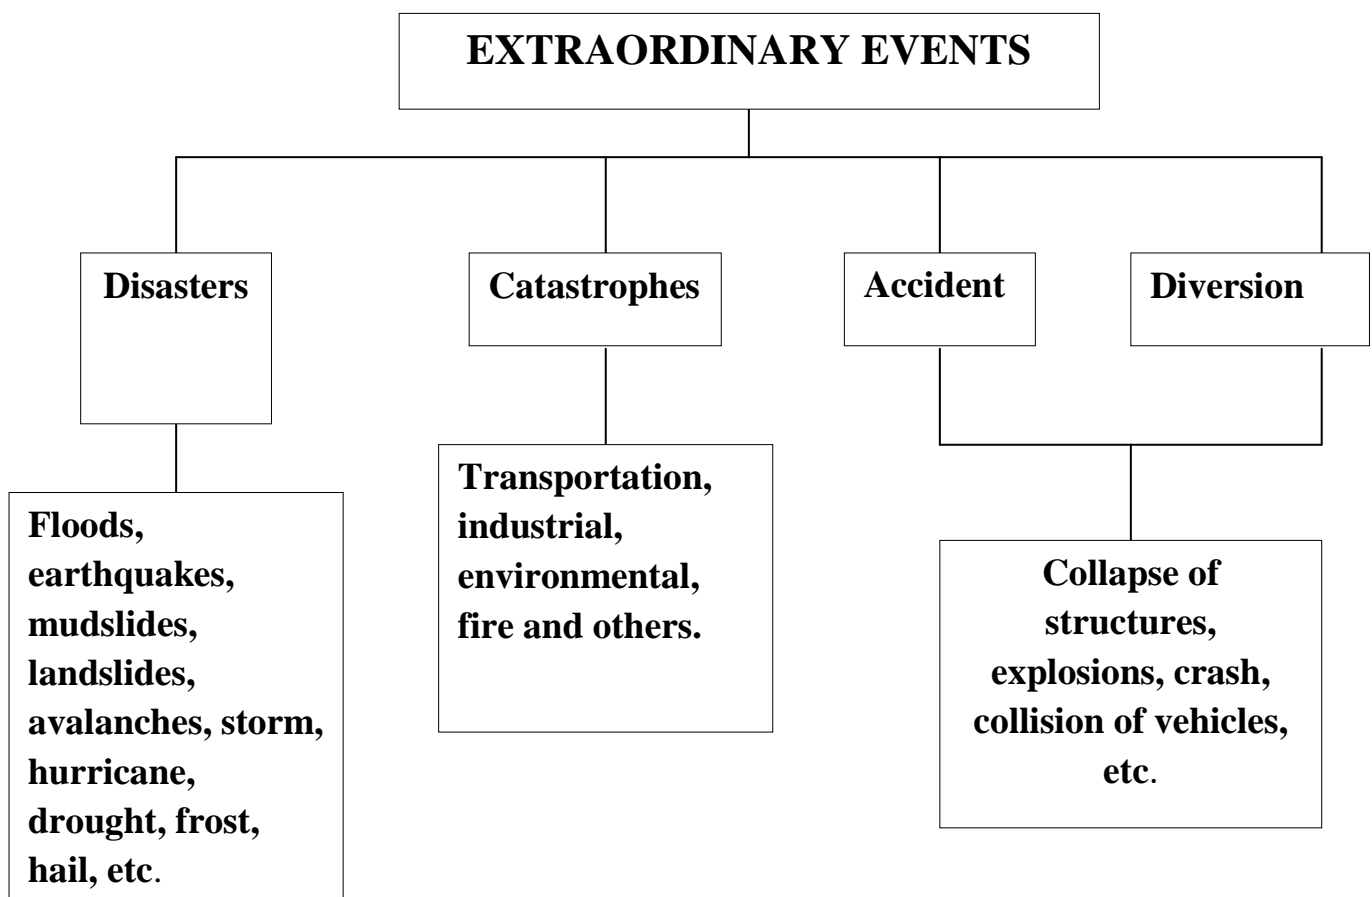 EXTRAORDINARY EVENTS
Disasters
Catastrophes
Accident
Diversion
Floods,
earthquakes,
mudslides,
landslides,
avalanches, storm,
hurricane,
drought, frost,
hail, etc.
Transportation,
industrial,
environmental,
fire and others.
Collapse of
structures,
explosions, crash,
collision of vehicles,
etc.